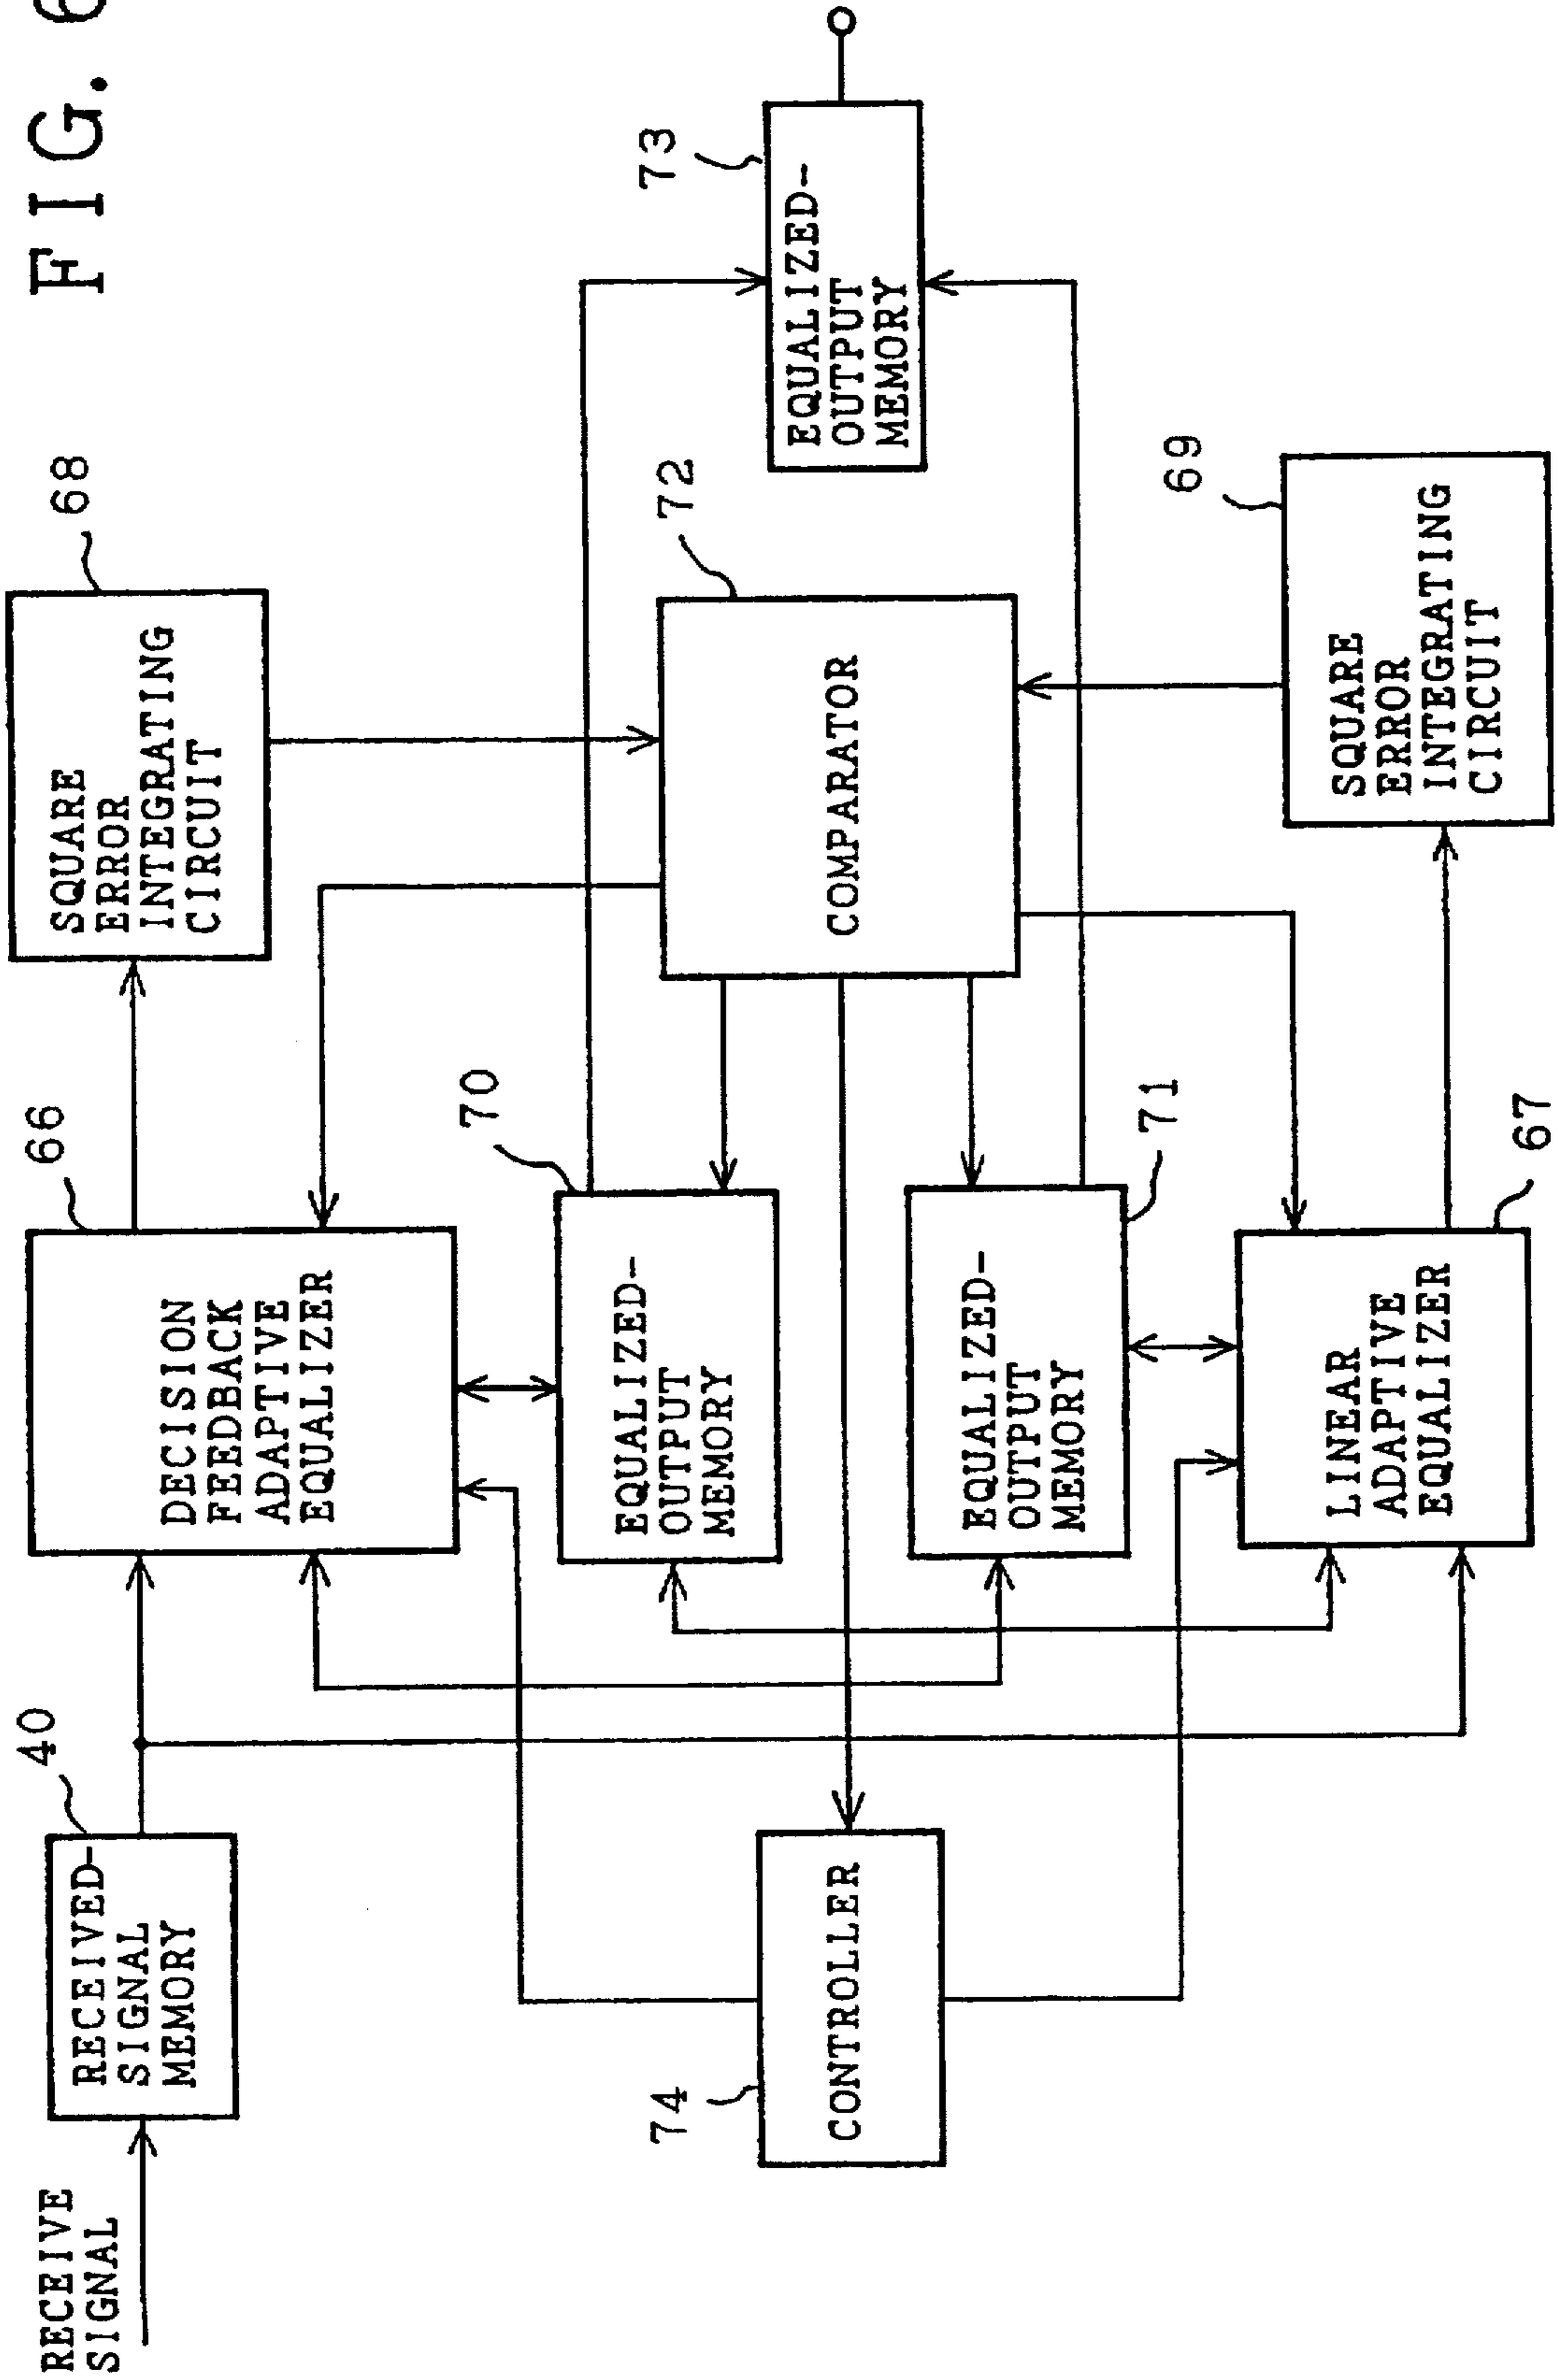 FIG. 6
RECEIVE
SIGNAL
40
RECEIVED-
SIGNAL
MEMORY
66
DECISION
FEEDBACK
ADAPTIVE
EQUALIZER
68
SQUARE
ERROR
INTEGRATING
CIRCUIT
70
EQUALIZED-
OUTPUT
MEMORY
72
COMPARATOR
73
EQUALIZED-
OUTPUT
MEMORY
74
CONTROLLER
71
EQUALIZED-
OUTPUT
MEMORY
67
LINEAR
ADAPTIVE
EQUALIZER
69
SQUARE
ERROR
INTEGRATING
CIRCUIT